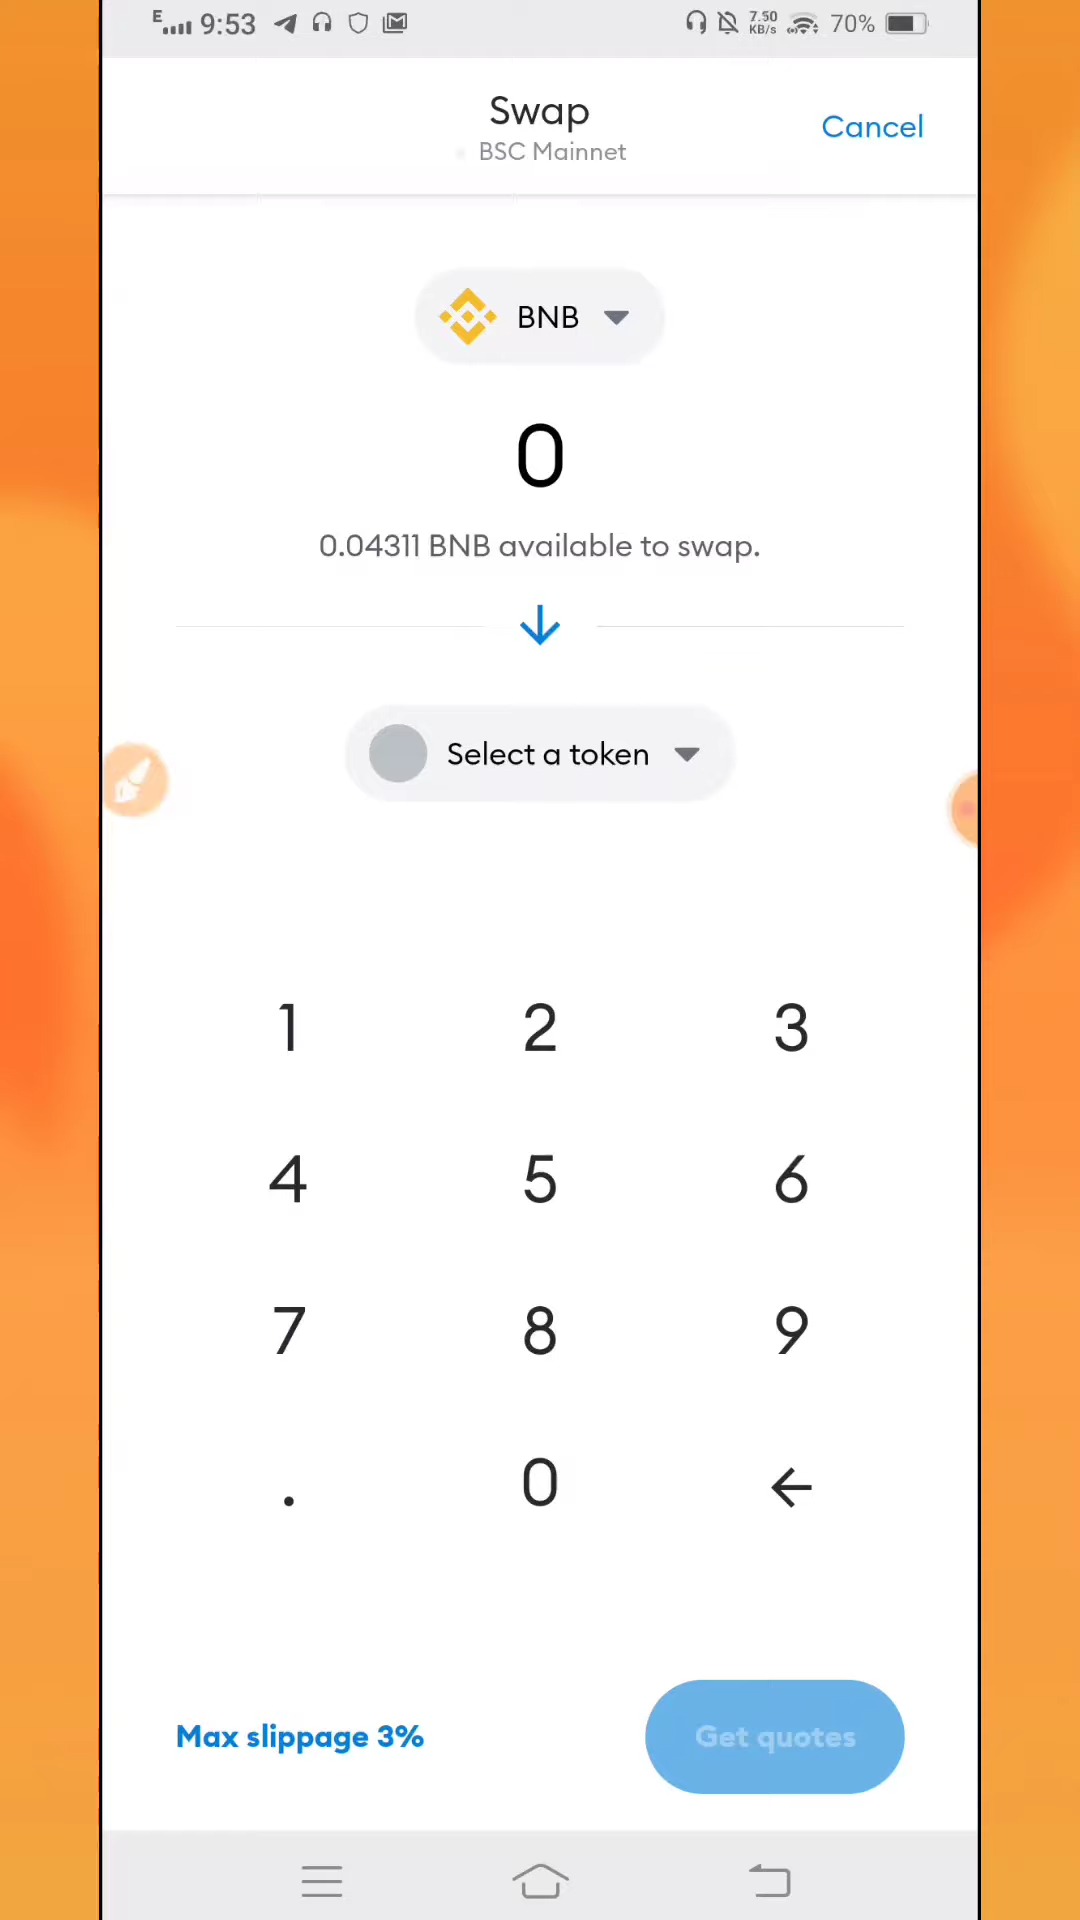 E 9:53 7.50 KB/s 70%
Swap
BSC Mainnet
Cancel
BNB
0
0.04311 BNB available to swap.
Select a token
1 2 3
4 5 6
7 8 9
. 0
Max slippage 3%
Get quotes